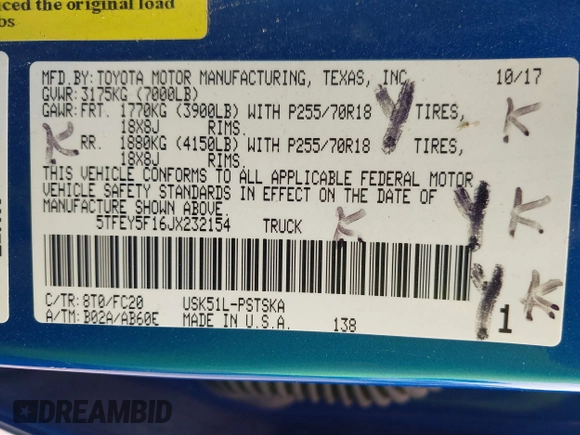 ced the original load
bs
MFD.BY: TOYOTA MOTOR MANUFACTURING, TEXAS, INC. 10/17
GVWR: 3175KG (7000LB)
GAWR: FRT. 1770KG (3900LB) WITH P255/70R18 TIRES,
18X8J RIMS.
RR. 1880KG (4150LB) WITH P255/70R18 TIRES,
18X8J RIMS.
THIS VEHICLE CONFORMS TO ALL APPLICABLE FEDERAL MOTOR
VEHICLE SAFETY STANDARDS IN EFFECT ON THE DATE OF
MANUFACTURE SHOWN ABOVE.
5TFEY5F16JX232154 TRUCK
C/TR: 8T0/FC20 USK51L-PSTSKA
A/TM: B02A/AB60E MADE IN U.S.A. 138 1
DREAMBID